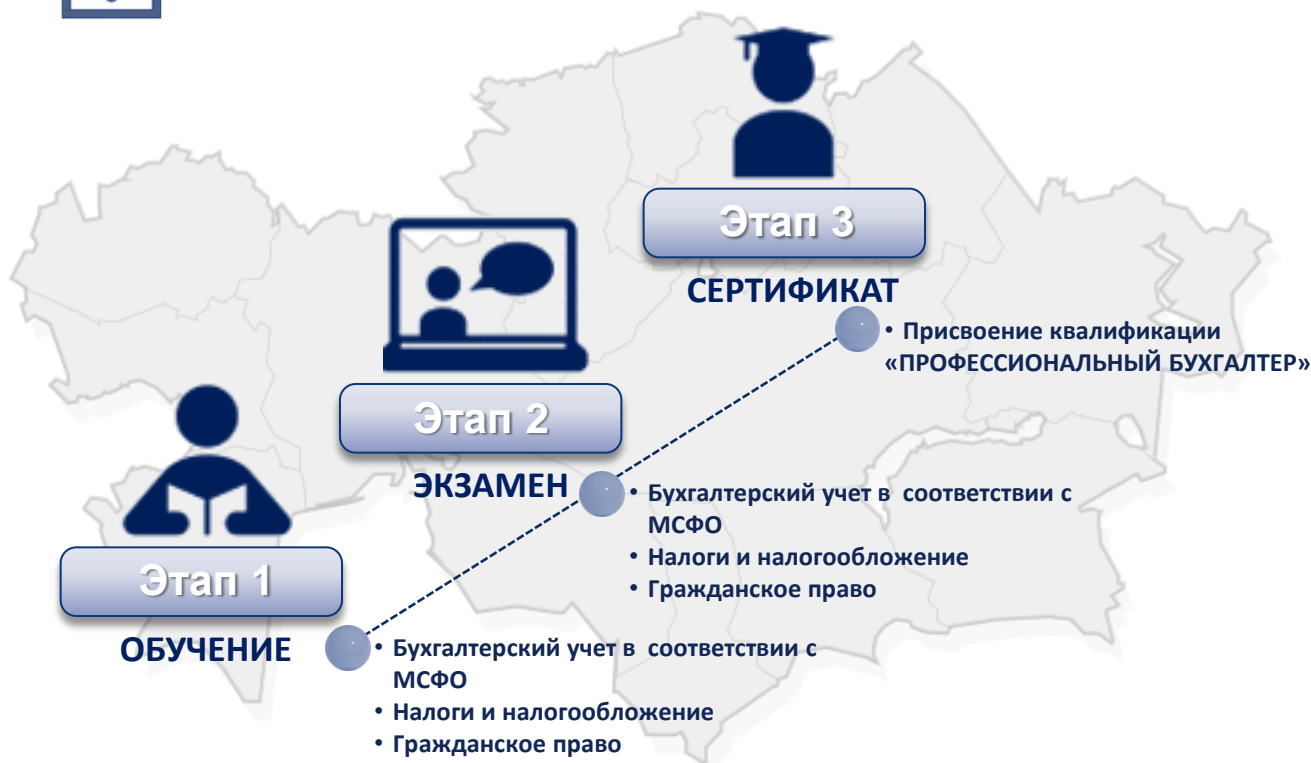 Этап 3
СЕРТИФИКАТ
• Присвоение квалификации
«ПРОФЕССИОНАЛЬНЫЙ БУХГАЛТЕР»
Этап 2
ЭКЗАМЕН
• Бухгалтерский учет в соответствии с
МСФО
• Налоги и налогообложение
• Гражданское право
Этап 1
ОБУЧЕНИЕ
• Бухгалтерский учет в соответствии с
МСФО
• Налоги и налогообложение
• Гражданское право